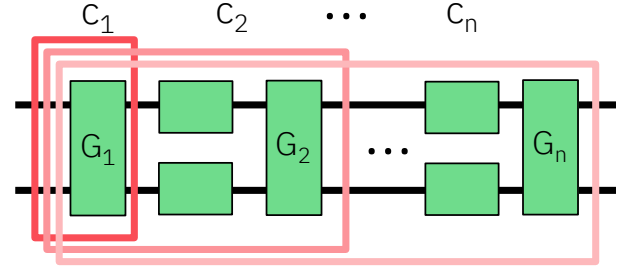 C₁ C₂ ... Cₙ
G₁ G₂ ... Gₙ